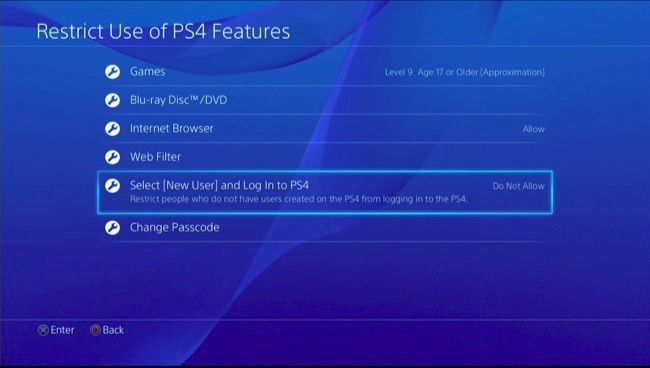 Restrict Use of PS4 Features
Games Level 9: Age 17 or Older (Approximation)
Blu-ray Disc™/DVD
Internet Browser Allow
Web Filter
Select [New User] and Log In to PS4 Do Not Allow
Restrict people who do not have users created on the PS4 from logging in to the PS4.
Change Passcode
Enter Back